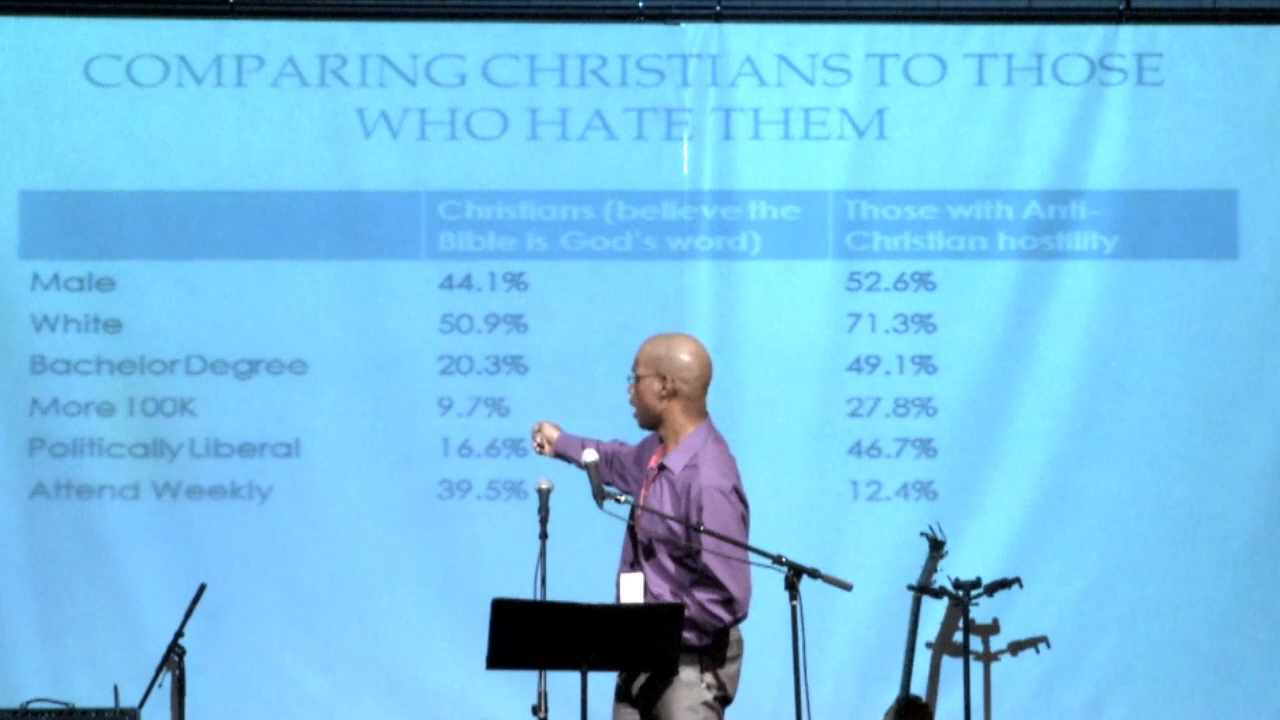 COMPARING CHRISTIANS TO THOSE
WHO HATE THEM
Christians (believe the
Bible is God's word)
Those with Anti-
Christian hostility
Male 44.1% 52.6%
White 50.9% 71.3%
Bachelor Degree 20.3% 49.1%
More 100K 9.7% 27.8%
Politically Liberal 16.6% 46.7%
Attend Weekly 39.5% 12.4%